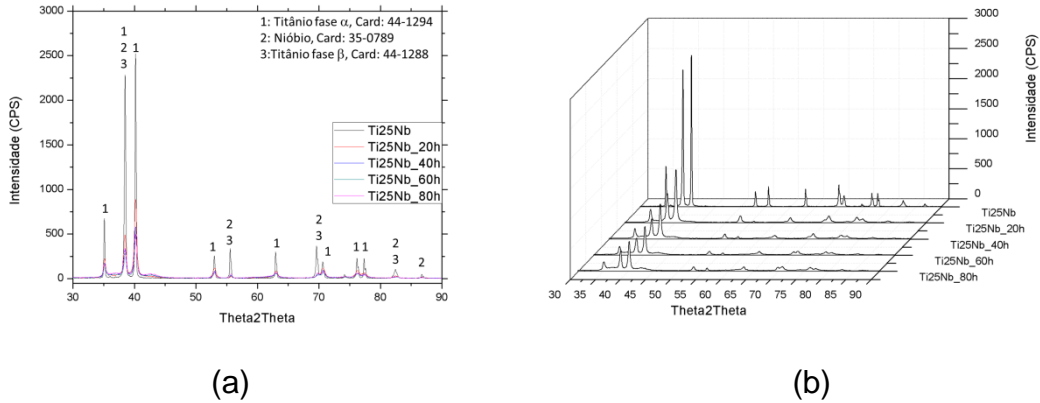 3000
2500
2000
1500
1000
500
0
Intensidade (CPS)
1: Titânio fase α, Card: 44-1294
2: Nióbio, Card: 35-0789
3:Titânio fase β, Card: 44-1288
1
2
3
1
1
1
2
3
1
2
3
1
1 1
2
3
2
Ti25Nb
Ti25Nb_20h
Ti25Nb_40h
Ti25Nb_60h
Ti25Nb_80h
30 40 50 60 70 80 90
Theta2Theta
(a)
3000
2500
2000
1500
1000
500
0
Intensidade (CPS)
Ti25Nb
Ti25Nb_20h
Ti25Nb_40h
Ti25Nb_60h
Ti25Nb_80h
30 35 40 45 50 55 60 65 70 75 80 85 90
Theta2Theta
(b)